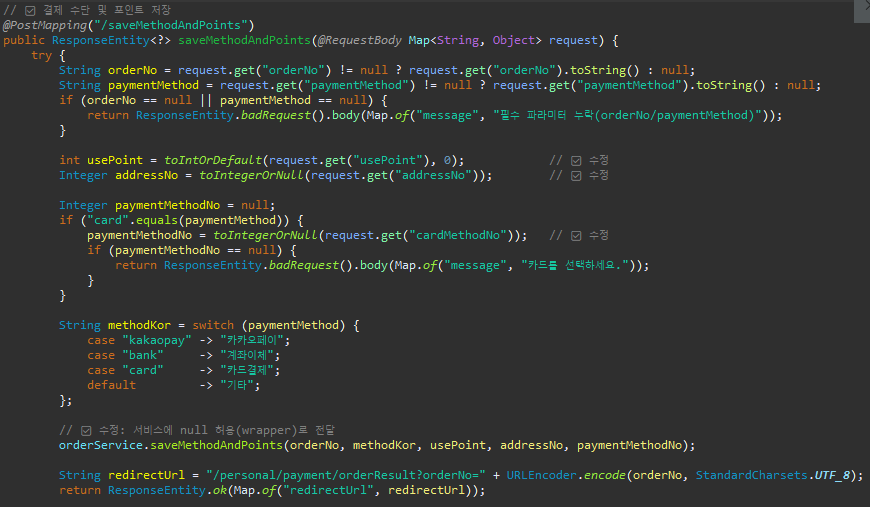 // ☑ 결제 수단 및 포인트 저장
@PostMapping("/saveMethodAndPoints")
public ResponseEntity<?> saveMethodAndPoints(@RequestBody Map<String, Object> request) {
    try {
        String orderNo = request.get("orderNo") != null ? request.get("orderNo").toString() : null;
        String paymentMethod = request.get("paymentMethod") != null ? request.get("paymentMethod").toString() : null;
        if (orderNo == null || paymentMethod == null) {
            return ResponseEntity.badRequest().body(Map.of("message", "필수 파라미터 누락(orderNo/paymentMethod)"));
        }

        int usePoint = toIntOrDefault(request.get("usePoint"), 0);            // ☑ 수정
        Integer addressNo = toIntegerOrNull(request.get("addressNo"));        // ☑ 수정

        Integer paymentMethodNo = null;
        if ("card".equals(paymentMethod)) {
            paymentMethodNo = toIntegerOrNull(request.get("cardMethodNo"));   // ☑ 수정
            if (paymentMethodNo == null) {
                return ResponseEntity.badRequest().body(Map.of("message", "카드를 선택하세요."));
            }
        }

        String methodKor = switch (paymentMethod) {
            case "kakaopay" -> "카카오페이";
            case "bank"     -> "계좌이체";
            case "card"     -> "카드결제";
            default         -> "기타";
        };

        // ☑ 수정: 서비스에 null 허용(wrapper)로 전달
        orderService.saveMethodAndPoints(orderNo, methodKor, usePoint, addressNo, paymentMethodNo);

        String redirectUrl = "/personal/payment/orderResult?orderNo=" + URLEncoder.encode(orderNo, StandardCharsets.UTF_8);
        return ResponseEntity.ok(Map.of("redirectUrl", redirectUrl));